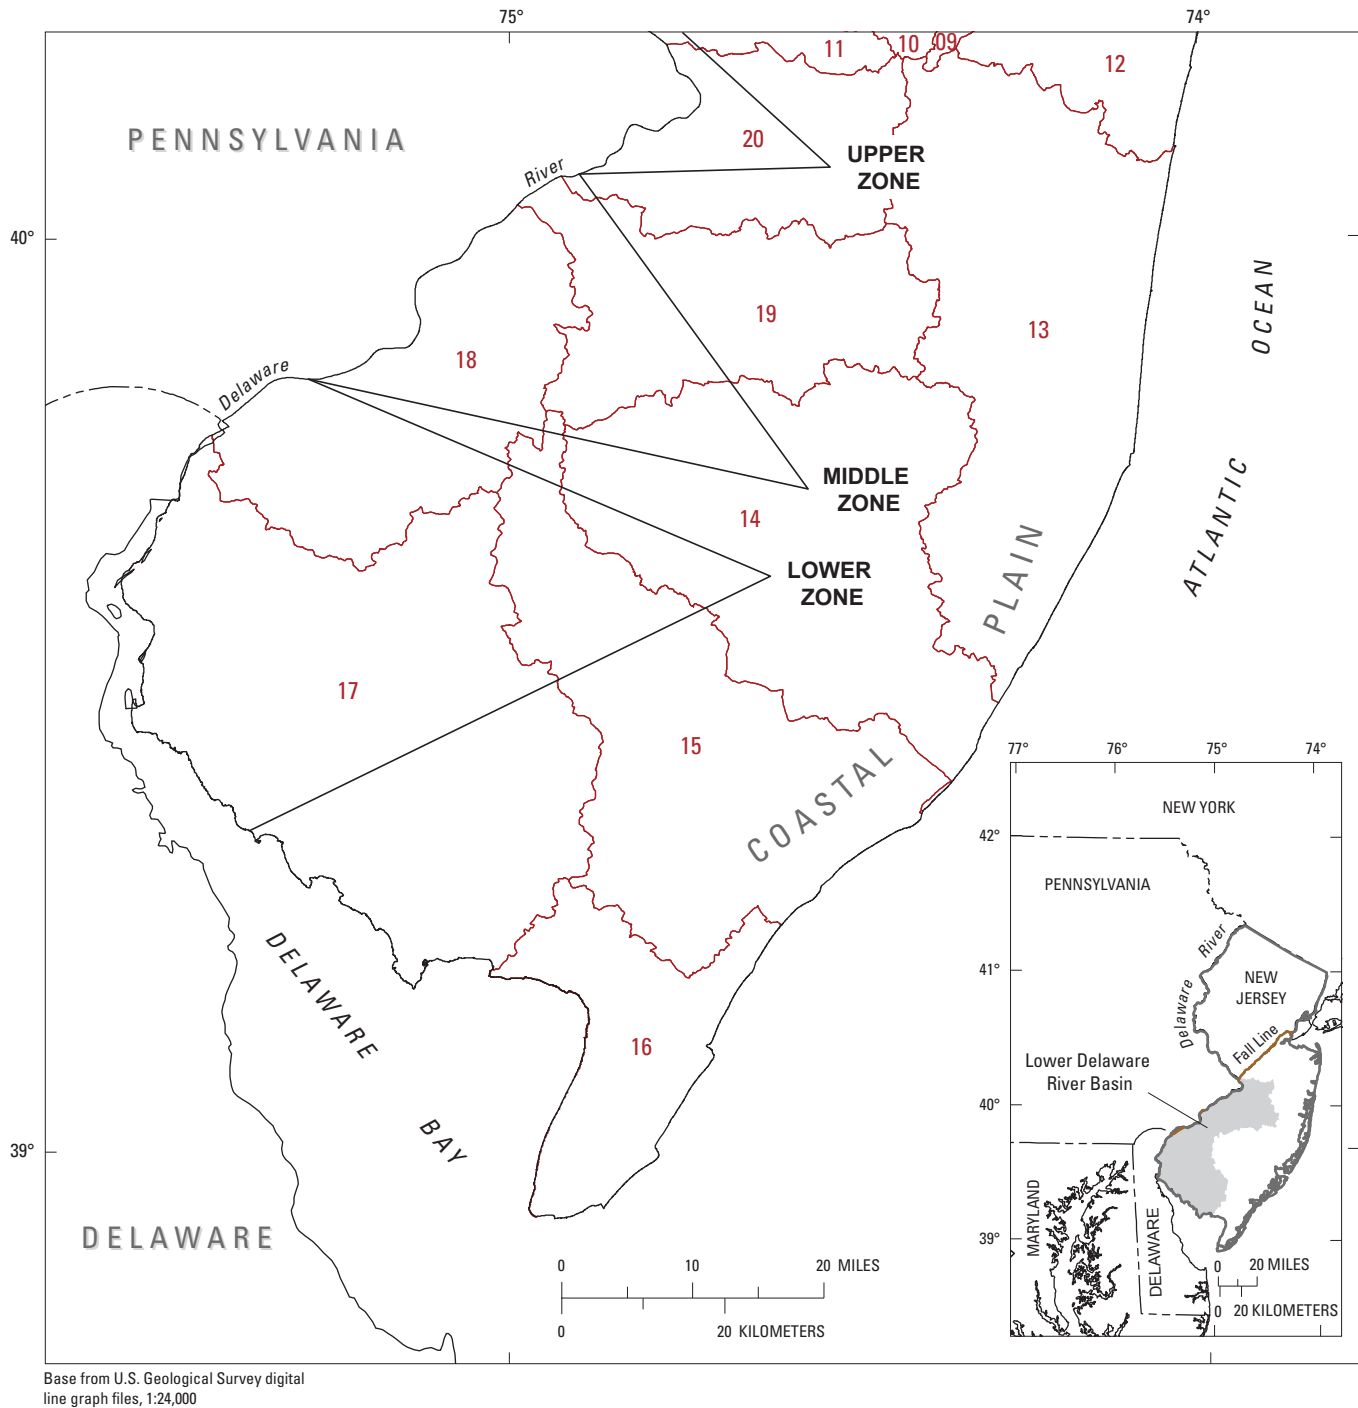 75°
74°
11
10
09
12
PENNSYLVANIA
20
UPPER
ZONE
River
40°
19
13
OCEAN
18
Delaware
MIDDLE
ZONE
14
ATLANTIC
LOWER
ZONE
PLAIN
17
15
COASTAL
DELAWARE
BAY
16
39°
DELAWARE
0 10 20 MILES
0 20 KILOMETERS
77° 76° 75° 74°
NEW YORK
42°
PENNSYLVANIA
River
41°
NEW
JERSEY
Delaware
Fall Line
Lower Delaware
River Basin
40°
MARYLAND
DELAWARE
39°
0 20 MILES
0 20 KILOMETERS
Base from U.S. Geological Survey digital
line graph files, 1:24,000